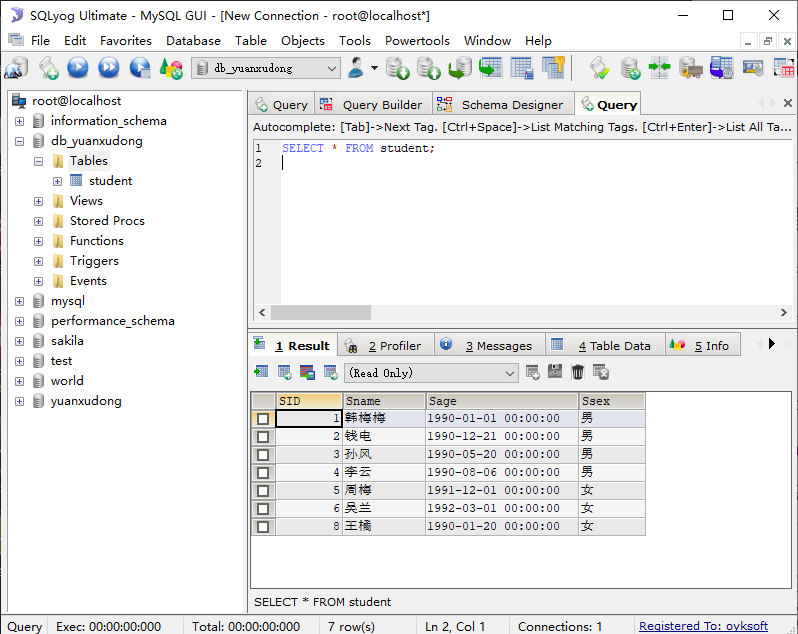 SQLyog Ultimate - MySQL GUI - [New Connection - root@localhost*]
File Edit Favorites Database Table Objects Tools Powertools Window Help
db_yuanxudong
root@localhost
information_schema
db_yuanxudong
Tables
student
Views
Stored Procs
Functions
Triggers
Events
mysql
performance_schema
sakila
test
world
yuanxudong
Query Query Builder Schema Designer Query
Autocomplete: [Tab]->Next Tag. [Ctrl+Space]->List Matching Tags. [Ctrl+Enter]->List All Ta...
1 SELECT * FROM student;
2
1 Result 2 Profiler 3 Messages 4 Table Data 5 Info
(Read Only)
SID Sname Sage Ssex
1 韩梅梅 1990-01-01 00:00:00 男
2 钱电 1990-12-21 00:00:00 男
3 孙风 1990-05-20 00:00:00 男
4 李云 1990-08-06 00:00:00 男
5 周梅 1991-12-01 00:00:00 女
6 吴兰 1992-03-01 00:00:00 女
8 王橘 1990-01-20 00:00:00 女
SELECT * FROM student
Query Exec: 00:00:00:000 Total: 00:00:00:000 7 row(s) Ln 2, Col 1 Connections: 1 Registered To: oyksoft